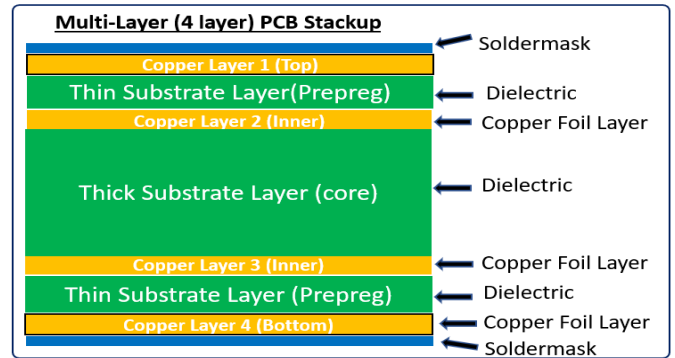 Multi-Layer (4 layer) PCB Stackup
Soldermask
Copper Layer 1 (Top)
Thin Substrate Layer(Prepreg)
Dielectric
Copper Layer 2 (Inner)
Copper Foil Layer
Thick Substrate Layer (core)
Dielectric
Copper Layer 3 (Inner)
Copper Foil Layer
Thin Substrate Layer (Prepreg)
Dielectric
Copper Layer 4 (Bottom)
Copper Foil Layer
Soldermask